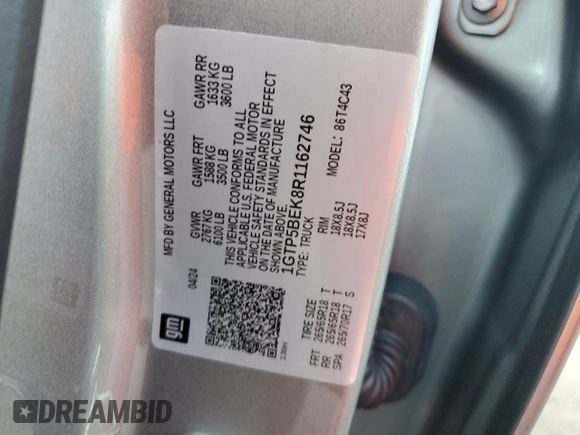 MFD BY GENERAL MOTORS LLC
04/24
GVWR GAWR FRT GAWR RR
2767 KG 1588 KG 1633 KG
6100 LB 3500 LB 3600 LB
THIS VEHICLE CONFORMS TO ALL
APPLICABLE U.S. FEDERAL MOTOR
VEHICLE SAFETY STANDARDS IN EFFECT
ON THE DATE OF MANUFACTURE
SHOWN ABOVE.
1GTP5BEK8R1162746
TYPE: TRUCK MODEL: 86T4C43
gm
TIRE SIZE RIM
FRT 265/65R18 T 18X8.5J
RR 265/65R18 T 18X8.5J
SPA 265/70R17 S 17X8J
DREAMBID